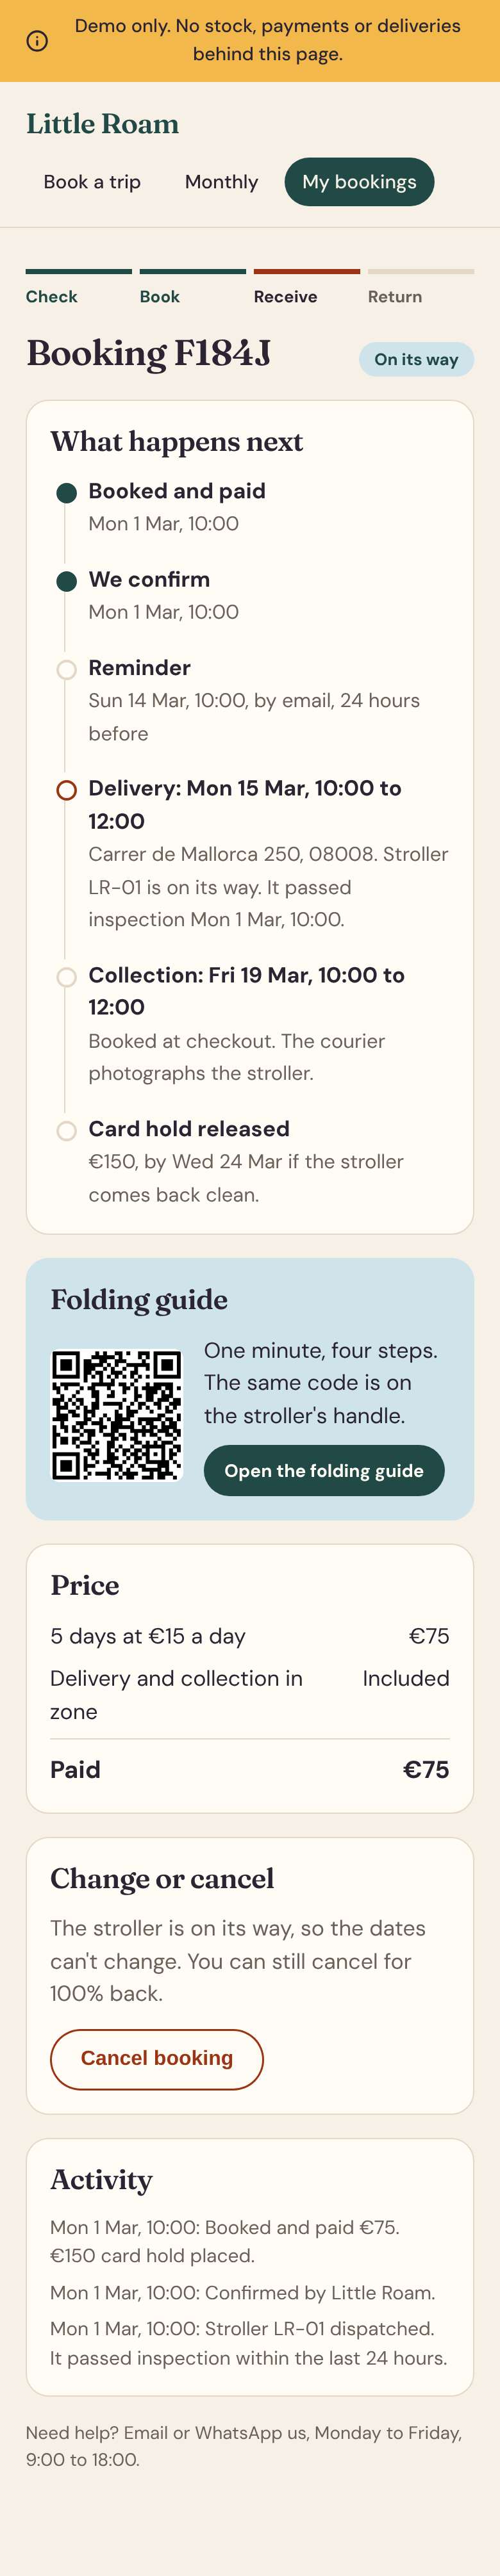 Demo only. No stock, payments or deliveries
behind this page.
Little Roam
Book a trip Monthly My bookings
Check Book Receive Return
Booking F184J On its way
What happens next
Booked and paid
Mon 1 Mar, 10:00
We confirm
Mon 1 Mar, 10:00
Reminder
Sun 14 Mar, 10:00, by email, 24 hours
before
Delivery: Mon 15 Mar, 10:00 to
12:00
Carrer de Mallorca 250, 08008. Stroller
LR-01 is on its way. It passed
inspection Mon 1 Mar, 10:00.
Collection: Fri 19 Mar, 10:00 to
12:00
Booked at checkout. The courier
photographs the stroller.
Card hold released
€150, by Wed 24 Mar if the stroller
comes back clean.
Folding guide
One minute, four steps.
The same code is on
the stroller's handle.
Open the folding guide
Price
5 days at €15 a day €75
Delivery and collection in Included
zone
Paid €75
Change or cancel
The stroller is on its way, so the dates
can't change. You can still cancel for
100% back.
Cancel booking
Activity
Mon 1 Mar, 10:00: Booked and paid €75.
€150 card hold placed.
Mon 1 Mar, 10:00: Confirmed by Little Roam.
Mon 1 Mar, 10:00: Stroller LR-01 dispatched.
It passed inspection within the last 24 hours.
Need help? Email or WhatsApp us, Monday to Friday,
9:00 to 18:00.